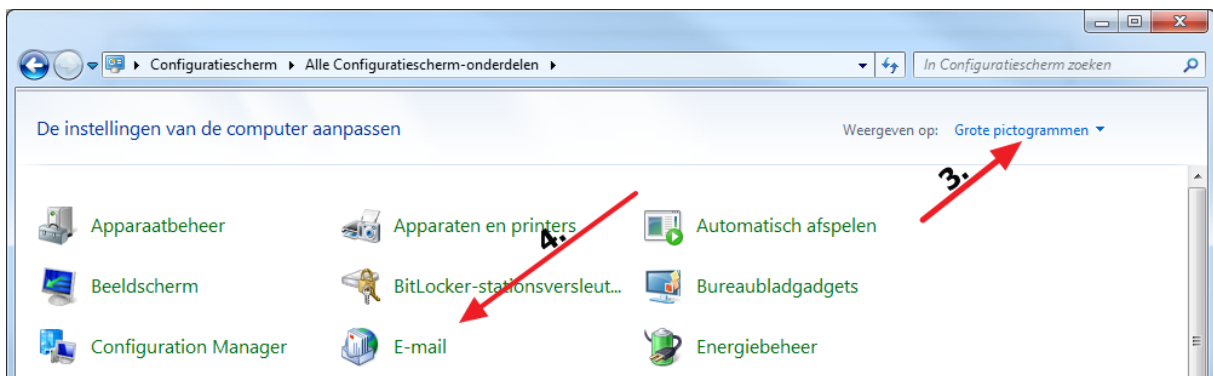 Configuratiescherm Alle Configuratiescherm-onderdelen In Configuratiescherm zoeken
De instellingen van de computer aanpassen Weergeven op: Grote pictogrammen
3.
Apparaatbeheer Apparaten en printers Automatisch afspelen
4.
Beeldscherm BitLocker-stationsversleut... Bureaubladgadgets
Configuration Manager E-mail Energiebeheer